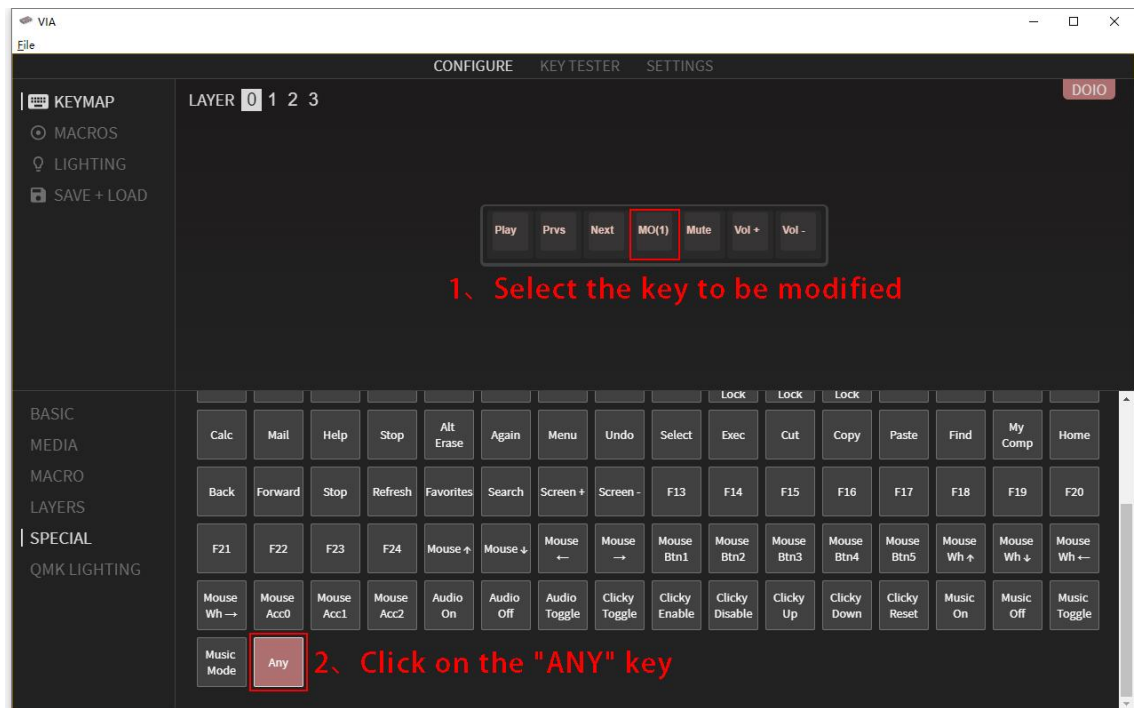 VIA
File
CONFIGURE KEY TESTER SETTINGS
KEYMAP
MACROS
LIGHTING
SAVE + LOAD
LAYER 0 1 2 3
DOIO
Play Prvs Next MO(1) Mute Vol + Vol -
1、Select the key to be modified
BASIC
MEDIA
MACRO
LAYERS
SPECIAL
QMK LIGHTING
Lock Lock Lock
Calc Mail Help Stop Alt Erase Again Menu Undo Select Exec Cut Copy Paste Find My Comp Home
Back Forward Stop Refresh Favorites Search Screen + Screen - F13 F14 F15 F16 F17 F18 F19 F20
F21 F22 F23 F24 Mouse ↑ Mouse ↓ Mouse ← Mouse → Mouse Btn1 Mouse Btn2 Mouse Btn3 Mouse Btn4 Mouse Btn5 Mouse Wh ↑ Mouse Wh ↓ Mouse Wh ←
Mouse Wh → Mouse Acc0 Mouse Acc1 Mouse Acc2 Audio On Audio Off Audio Toggle Clicky Toggle Clicky Enable Clicky Disable Clicky Up Clicky Down Clicky Reset Music On Music Off Music Toggle
Music Mode Any
2、Click on the "ANY" key